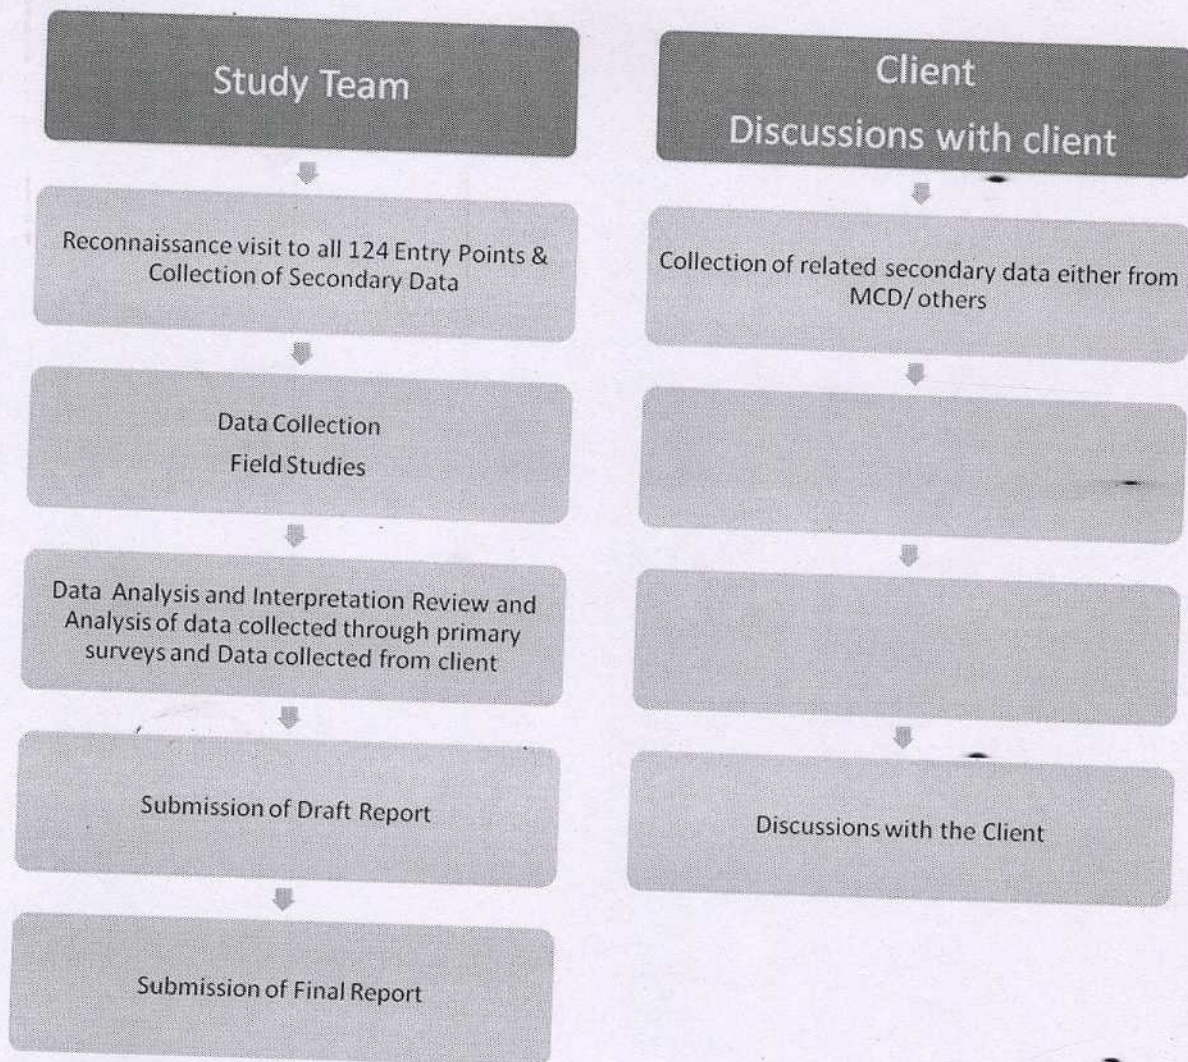 Study Team
Reconnaissance visit to all 124 Entry Points &
Collection of Secondary Data
Data Collection
Field Studies
Data Analysis and Interpretation Review and
Analysis of data collected through primary
surveys and Data collected from client
Submission of Draft Report
Submission of Final Report
Client
Discussions with client
Collection of related secondary data either from
MCD/ others
Discussions with the Client